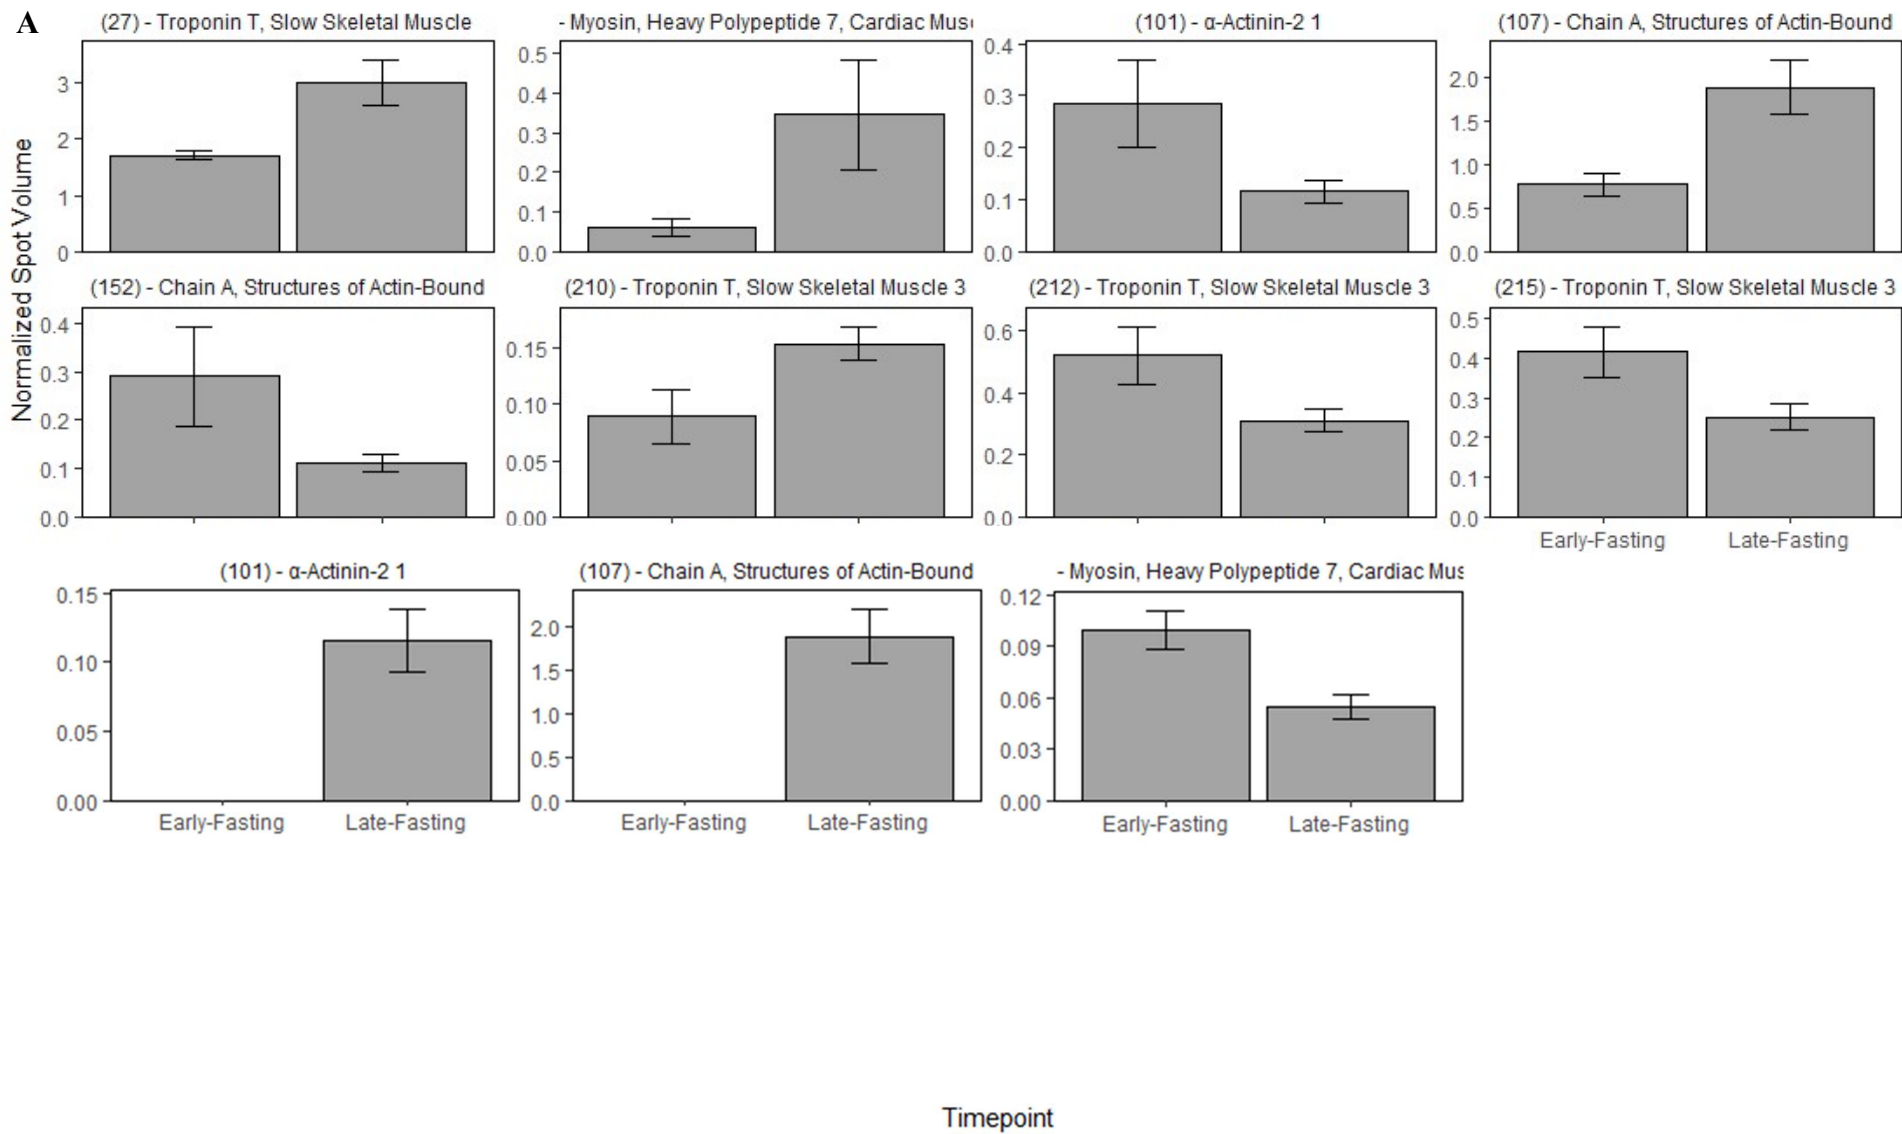 A
(27) - Troponin T, Slow Skeletal Muscle
- Myosin, Heavy Polypeptide 7, Cardiac Musc
(101) - α-Actinin-2 1
(107) - Chain A, Structures of Actin-Bound
3
2
1
0
0.5
0.4
0.3
0.2
0.1
0.0
0.4
0.3
0.2
0.1
0.0
2.0
1.5
1.0
0.5
0.0
Normalized Spot Volume
(152) - Chain A, Structures of Actin-Bound
(210) - Troponin T, Slow Skeletal Muscle 3
(212) - Troponin T, Slow Skeletal Muscle 3
(215) - Troponin T, Slow Skeletal Muscle 3
0.4
0.3
0.2
0.1
0.0
0.15
0.10
0.05
0.00
0.6
0.4
0.2
0.0
0.5
0.4
0.3
0.2
0.1
0.0
Early-Fasting
Late-Fasting
(101) - α-Actinin-2 1
(107) - Chain A, Structures of Actin-Bound
- Myosin, Heavy Polypeptide 7, Cardiac Mus
0.15
0.10
0.05
0.00
2.0
1.5
1.0
0.5
0.0
0.12
0.09
0.06
0.03
0.00
Early-Fasting
Late-Fasting
Early-Fasting
Late-Fasting
Early-Fasting
Late-Fasting
Timepoint